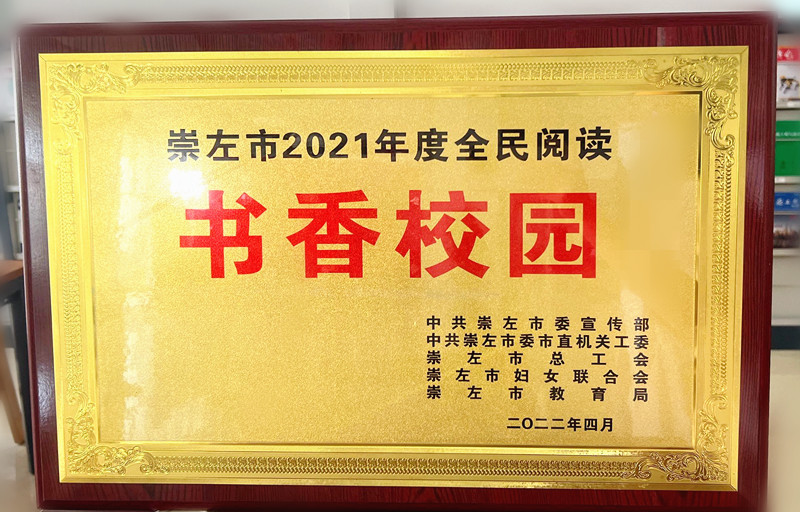 崇左市2021年度全民阅读
书香校园
中共崇左市委宣传部
中共崇左市委市直机关工委
崇左市总工会
崇左市妇女联合会
崇左市教育局
二〇二二年四月